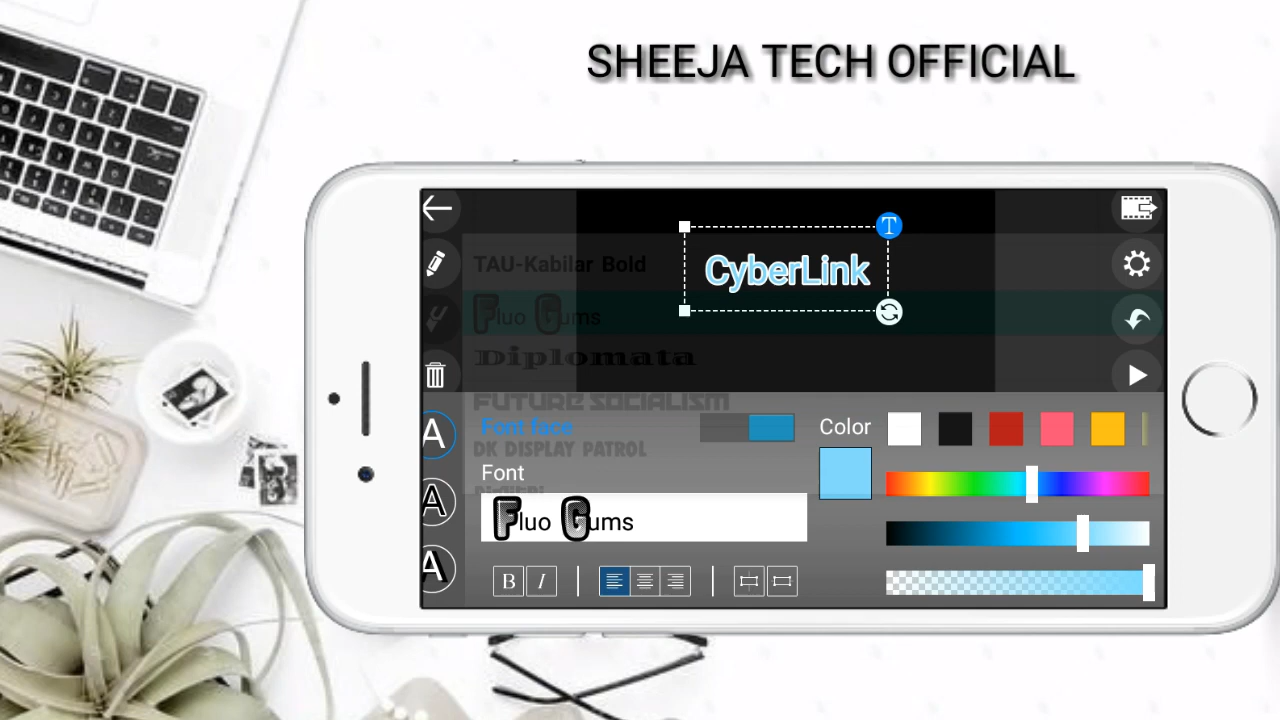 SHEEJA TECH OFFICIAL
CyberLink
TAU-Kabilar Bold
Fluo Gums
Diplomata
FUTURE SOCIALISM
Font face
Color
DK DISPLAY PATROL
Font
Fluo Gums
A
A
A
B I
T